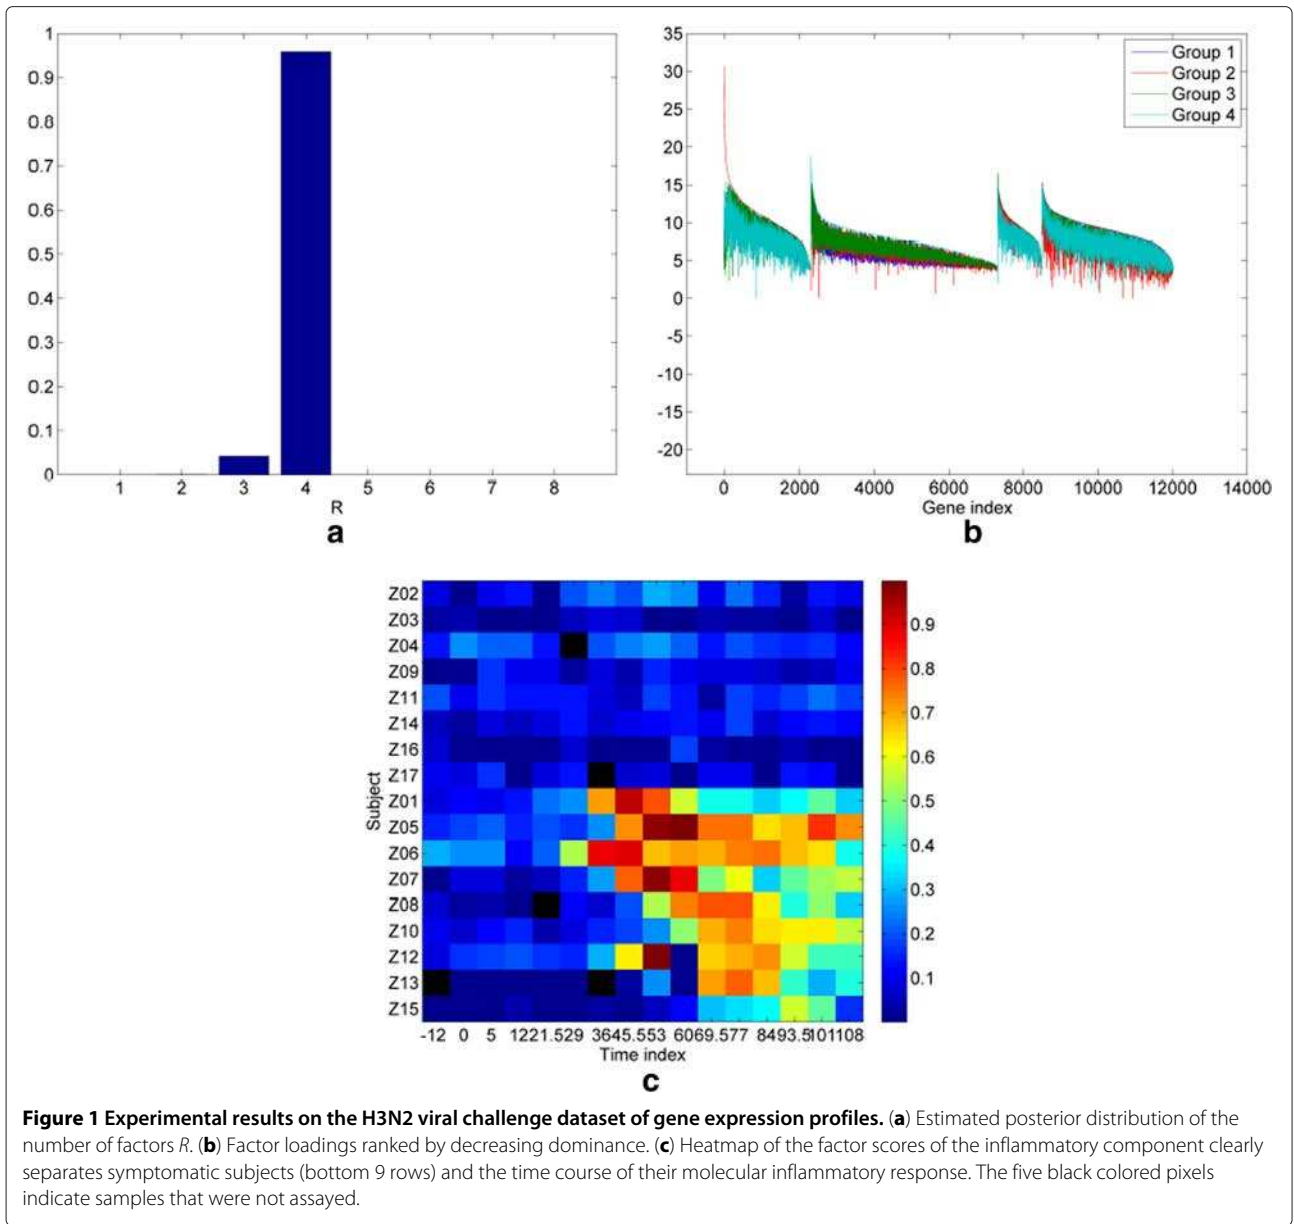 1
0.9
0.8
0.7
0.6
0.5
0.4
0.3
0.2
0.1
0
1 2 3 4 5 6 7 8
R
a
35
30
25
20
15
10
5
0
-5
-10
-15
-20
Group 1
Group 2
Group 3
Group 4
0 2000 4000 6000 8000 10000 12000 14000
Gene index
b
Subject
Z02
Z03
Z04
Z09
Z11
Z14
Z16
Z17
Z01
Z05
Z06
Z07
Z08
Z10
Z12
Z13
Z15
-12 0 5 1221.529 3645.553 6069.577 8493.5101108
Time index
0.9
0.8
0.7
0.6
0.5
0.4
0.3
0.2
0.1
c
Figure 1 Experimental results on the H3N2 viral challenge dataset of gene expression profiles. (a) Estimated posterior distribution of the
number of factors R. (b) Factor loadings ranked by decreasing dominance. (c) Heatmap of the factor scores of the inflammatory component clearly
separates symptomatic subjects (bottom 9 rows) and the time course of their molecular inflammatory response. The five black colored pixels
indicate samples that were not assayed.